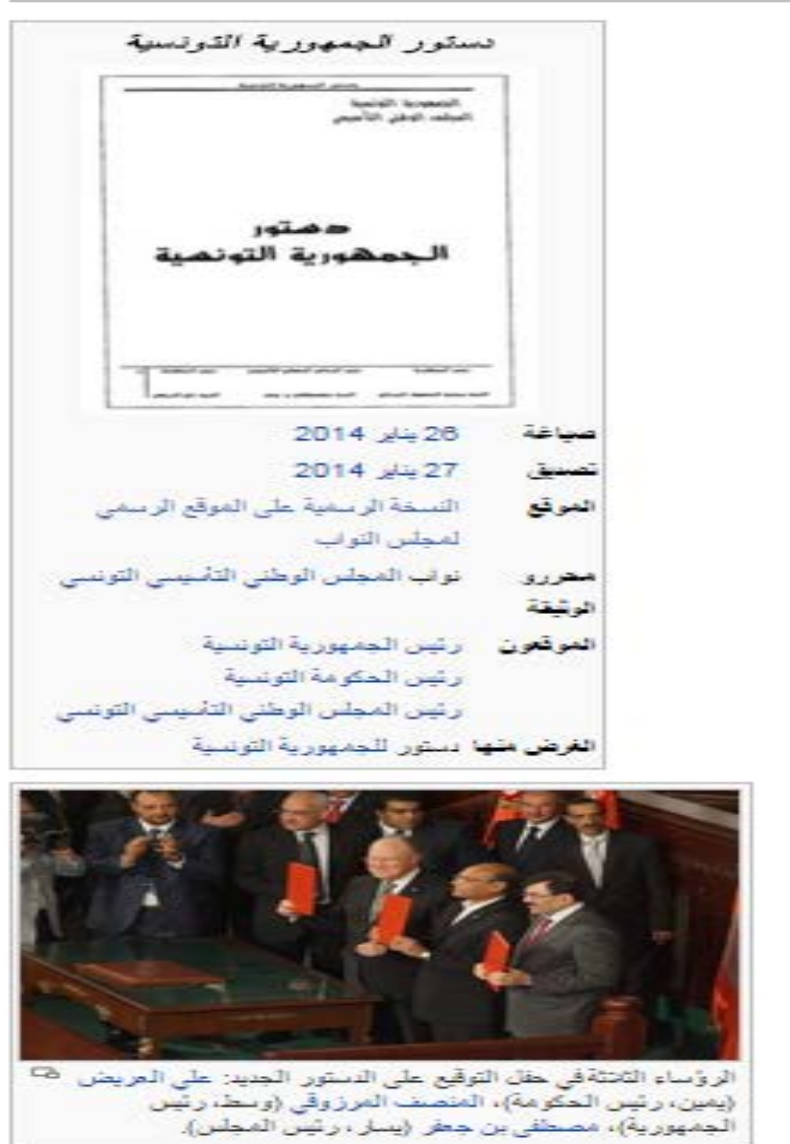 دستور الجمهورية التونسية
الجمهورية التونسية
المجلس الوطني التأسيسي
دستور
الجمهورية التونسية
صياغة 26 يناير 2014
تصديق 27 يناير 2014
الموقع النسخة الرسمية على الموقع الرسمي
لمجلس النواب
محررو نواب المجلس الوطني التأسيسي التونسي
الوثيقة
الموقعون رئيس الجمهورية التونسية
رئيس الحكومة التونسية
رئيس المجلس الوطني التأسيسي التونسي
الغرض منها دستور للجمهورية التونسية
الرؤساء الثلاثة في حفل التوقيع على الدستور الجديد: علي العريض
(يمين، رئيس الحكومة)، المنصف المرزوقي (وسط، رئيس
الجمهورية)، مصطفى بن جعفر (يسار، رئيس المجلس).